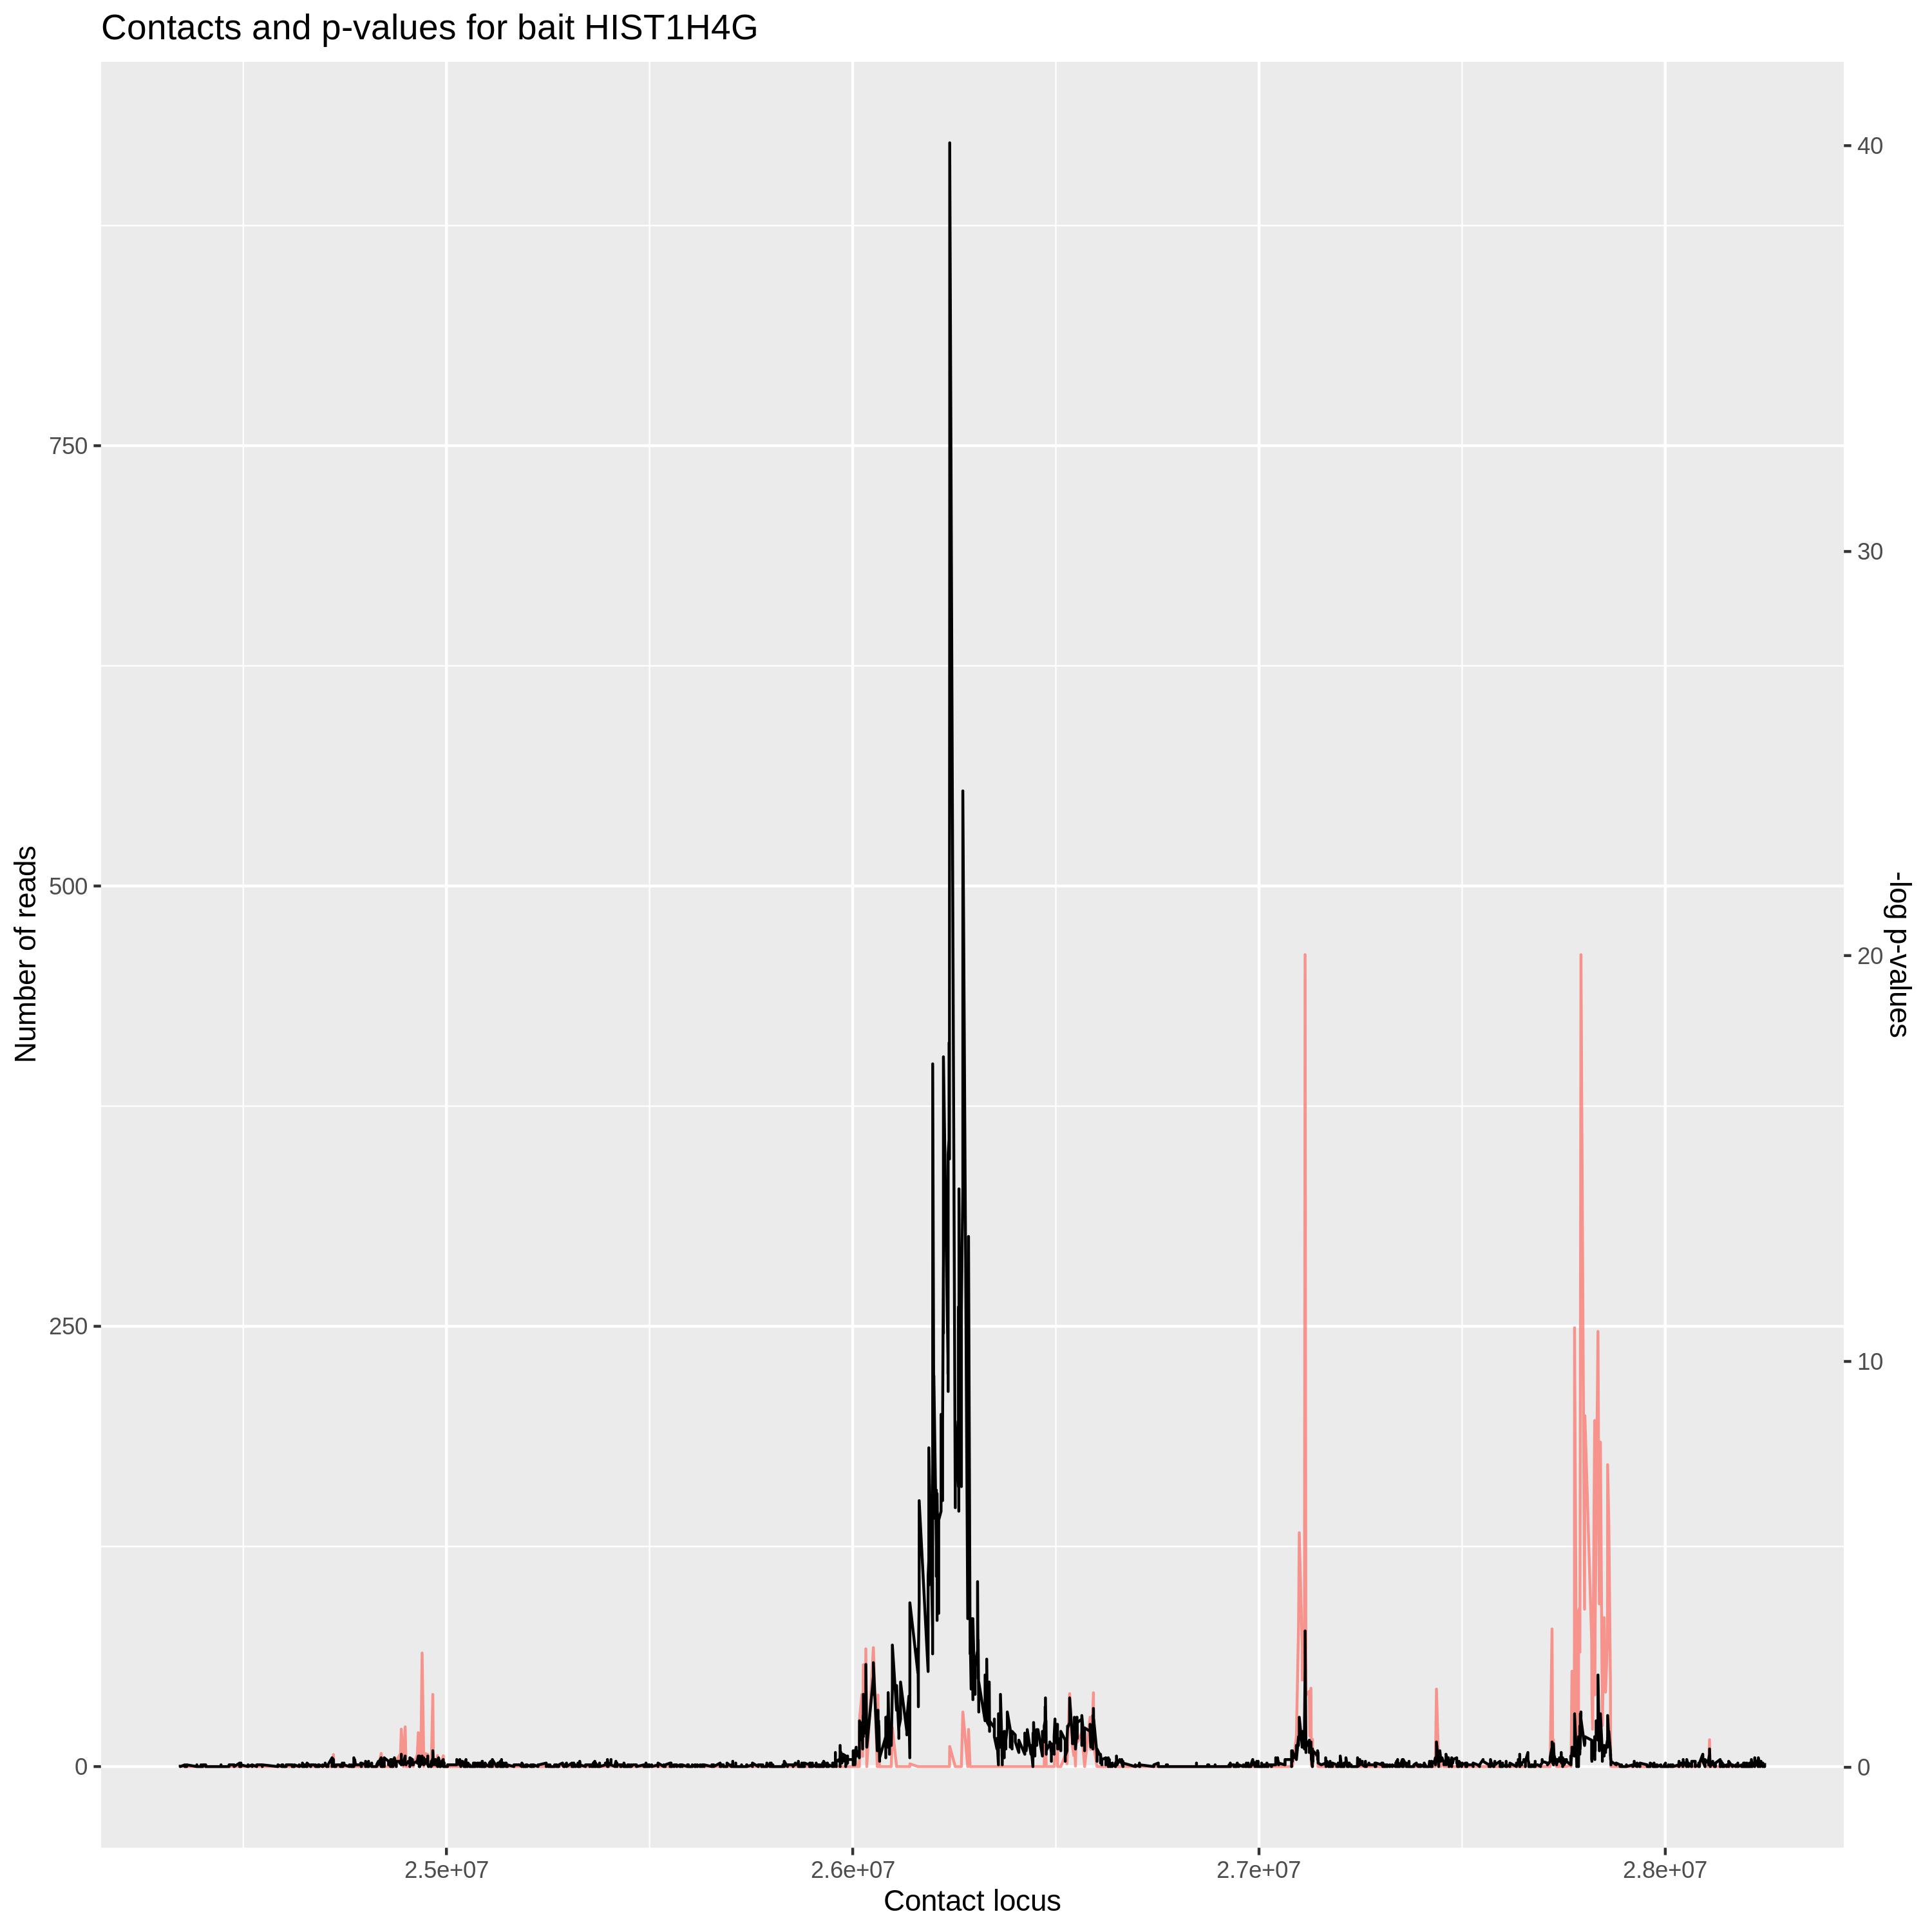 Contacts and p-values for bait HIST1H4G
40
30
20
10
0
750
500
250
0
Number of reads
-log p-values
2.5e+07
2.6e+07
2.7e+07
2.8e+07
Contact locus